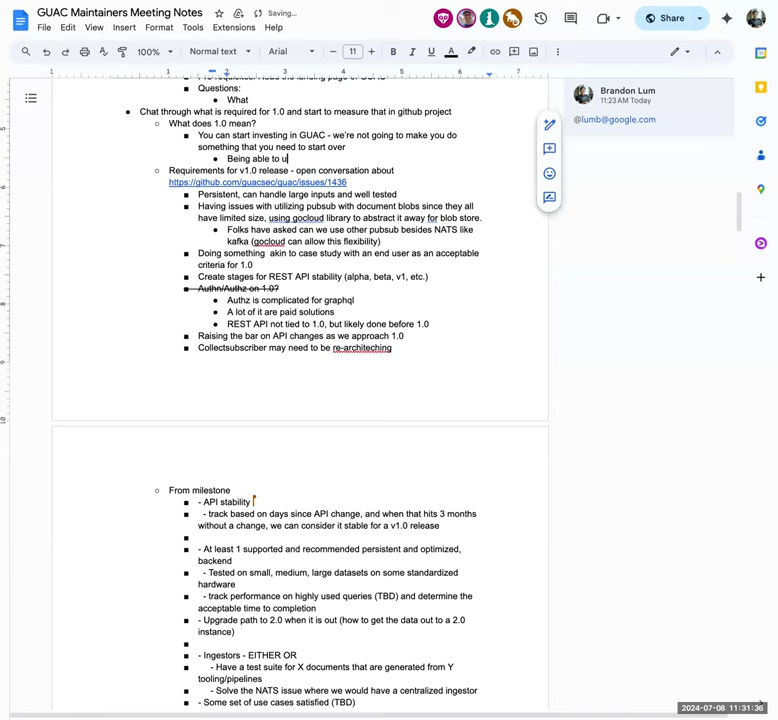 GUAC Maintainers Meeting Notes
Saving...
Share
File Edit View Insert Format Tools Extensions Help
100% Normal text Arial 11
Questions:
What
Chat through what is required for 1.0 and start to measure that in github project
What does 1.0 mean?
You can start investing in GUAC - we're not going to make you do
something that you need to start over
Being able to u
Requirements for v1.0 release - open conversation about
https://github.com/guacsec/guac/issues/1436
Persistent, can handle large inputs and well tested
Having issues with utilizing pubsub with document blobs since they all
have limited size, using gocloud library to abstract it away for blob store.
Folks have asked can we use other pubsub besides NATS like
kafka (gocloud can allow this flexibility)
Doing something akin to case study with an end user as an acceptable
criteria for 1.0
Create stages for REST API stability (alpha, beta, v1, etc.)
Authn/Authz on 1.0?
Authz is complicated for graphql
A lot of it are paid solutions
REST API not tied to 1.0, but likely done before 1.0
Raising the bar on API changes as we approach 1.0
Collectsubscriber may need to be re-architeching
From milestone
- API stability
- track based on days since API change, and when that hits 3 months
without a change, we can consider it stable for a v1.0 release
- At least 1 supported and recommended persistent and optimized,
backend
- Tested on small, medium, large datasets on some standardized
hardware
- track performance on highly used queries (TBD) and determine the
acceptable time to completion
- Upgrade path to 2.0 when it is out (how to get the data out to a 2.0
instance)
- Ingestors - EITHER OR
- Have a test suite for X documents that are generated from Y
tooling/pipelines
- Solve the NATS issue where we would have a centralized ingestor
- Some set of use cases satisfied (TBD)
Brandon Lum
11:23 AM Today
@lumb@google.com
2024-07-08 11:31:36